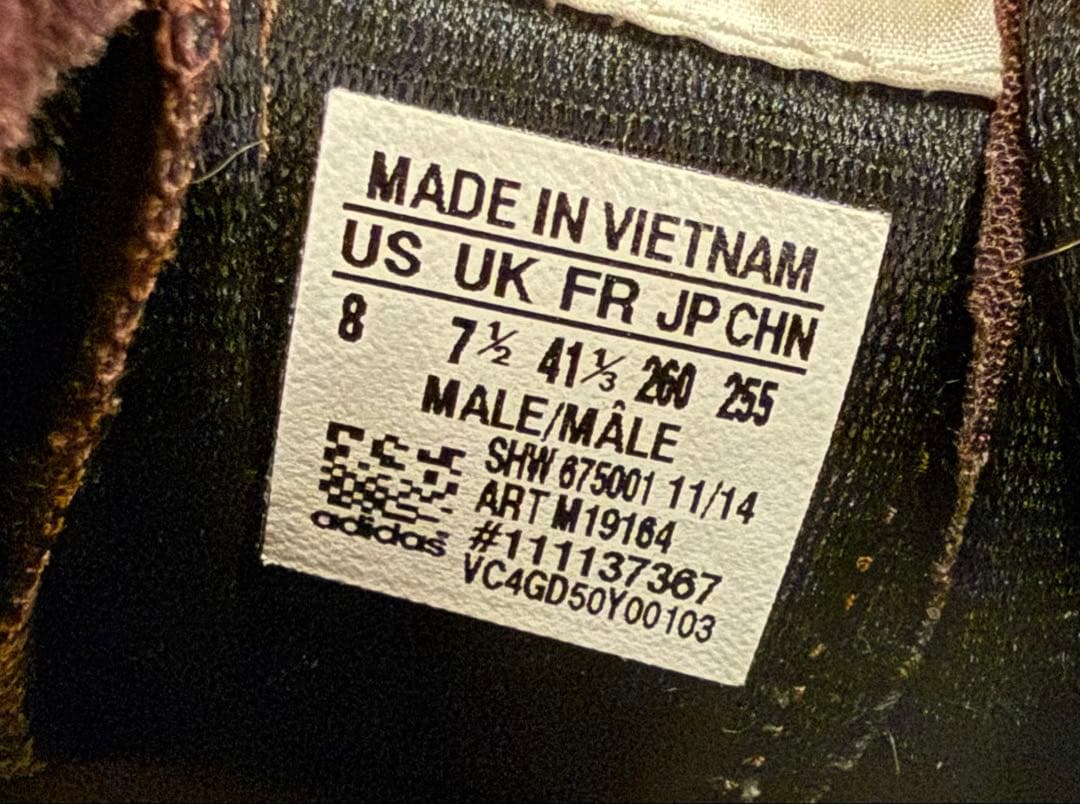 MADE IN VIETNAM
US UK FR JP CHN
8 7½ 41⅓ 260 255
MALE/MÂLE
SHW 675001 11/14
ART M19164
#111137367
VC4GD50Y00103
adidas